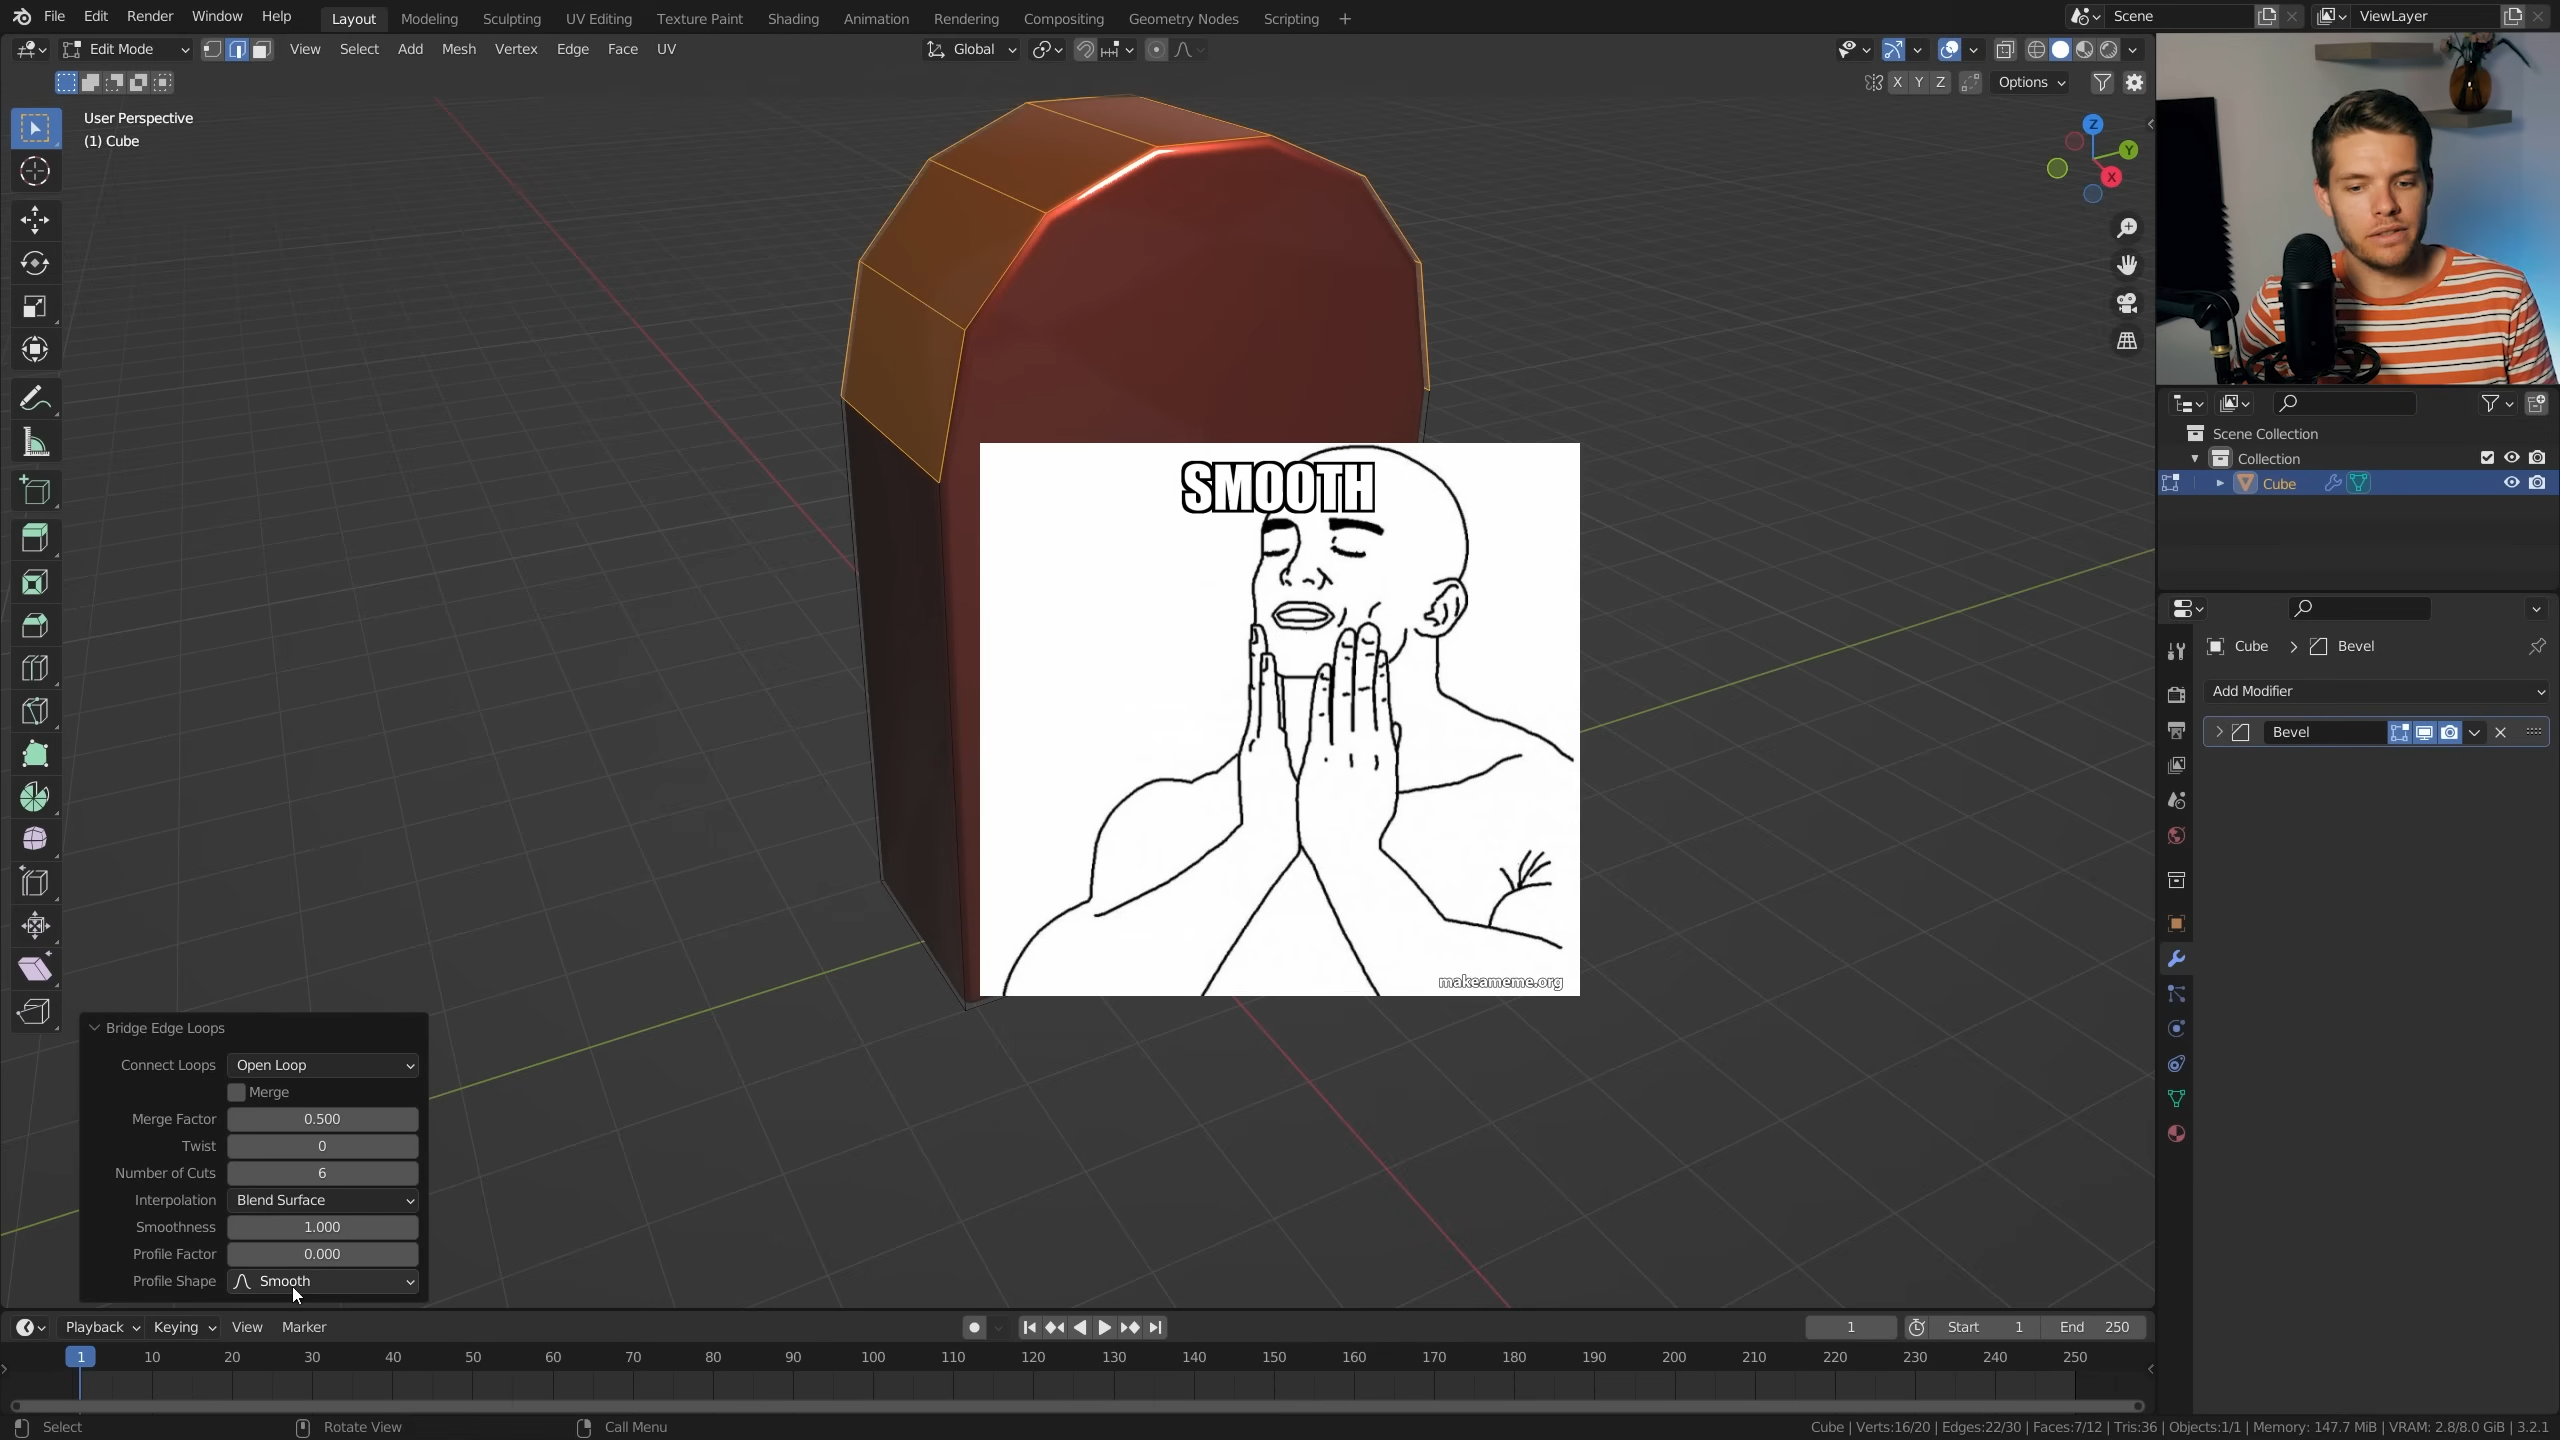 File Edit Render Window Help Layout Modeling Sculpting UV Editing Texture Paint Shading Animation Rendering Compositing Geometry Nodes Scripting + Scene ViewLayer
Edit Mode View Select Add Mesh Vertex Edge Face UV Global
X Y Z Options
User Perspective
(1) Cube
Z
Y
X
SMOOTH
makeameme.org
Scene Collection
Collection
Cube
Cube > Bevel
Add Modifier
Bevel
Bridge Edge Loops
Connect Loops Open Loop
Merge
Merge Factor 0.500
Twist 0
Number of Cuts 6
Interpolation Blend Surface
Smoothness 1.000
Profile Factor 0.000
Profile Shape Smooth
Playback Keying View Marker 1 Start 1 End 250
1 10 20 30 40 50 60 70 80 90 100 110 120 130 140 150 160 170 180 190 200 210 220 230 240 250
Select Rotate View Call Menu Cube | Verts:16/20 | Edges:22/30 | Faces:7/12 | Tris:36 | Objects:1/1 | Memory: 147.7 MiB | VRAM: 2.8/8.0 GiB | 3.2.1